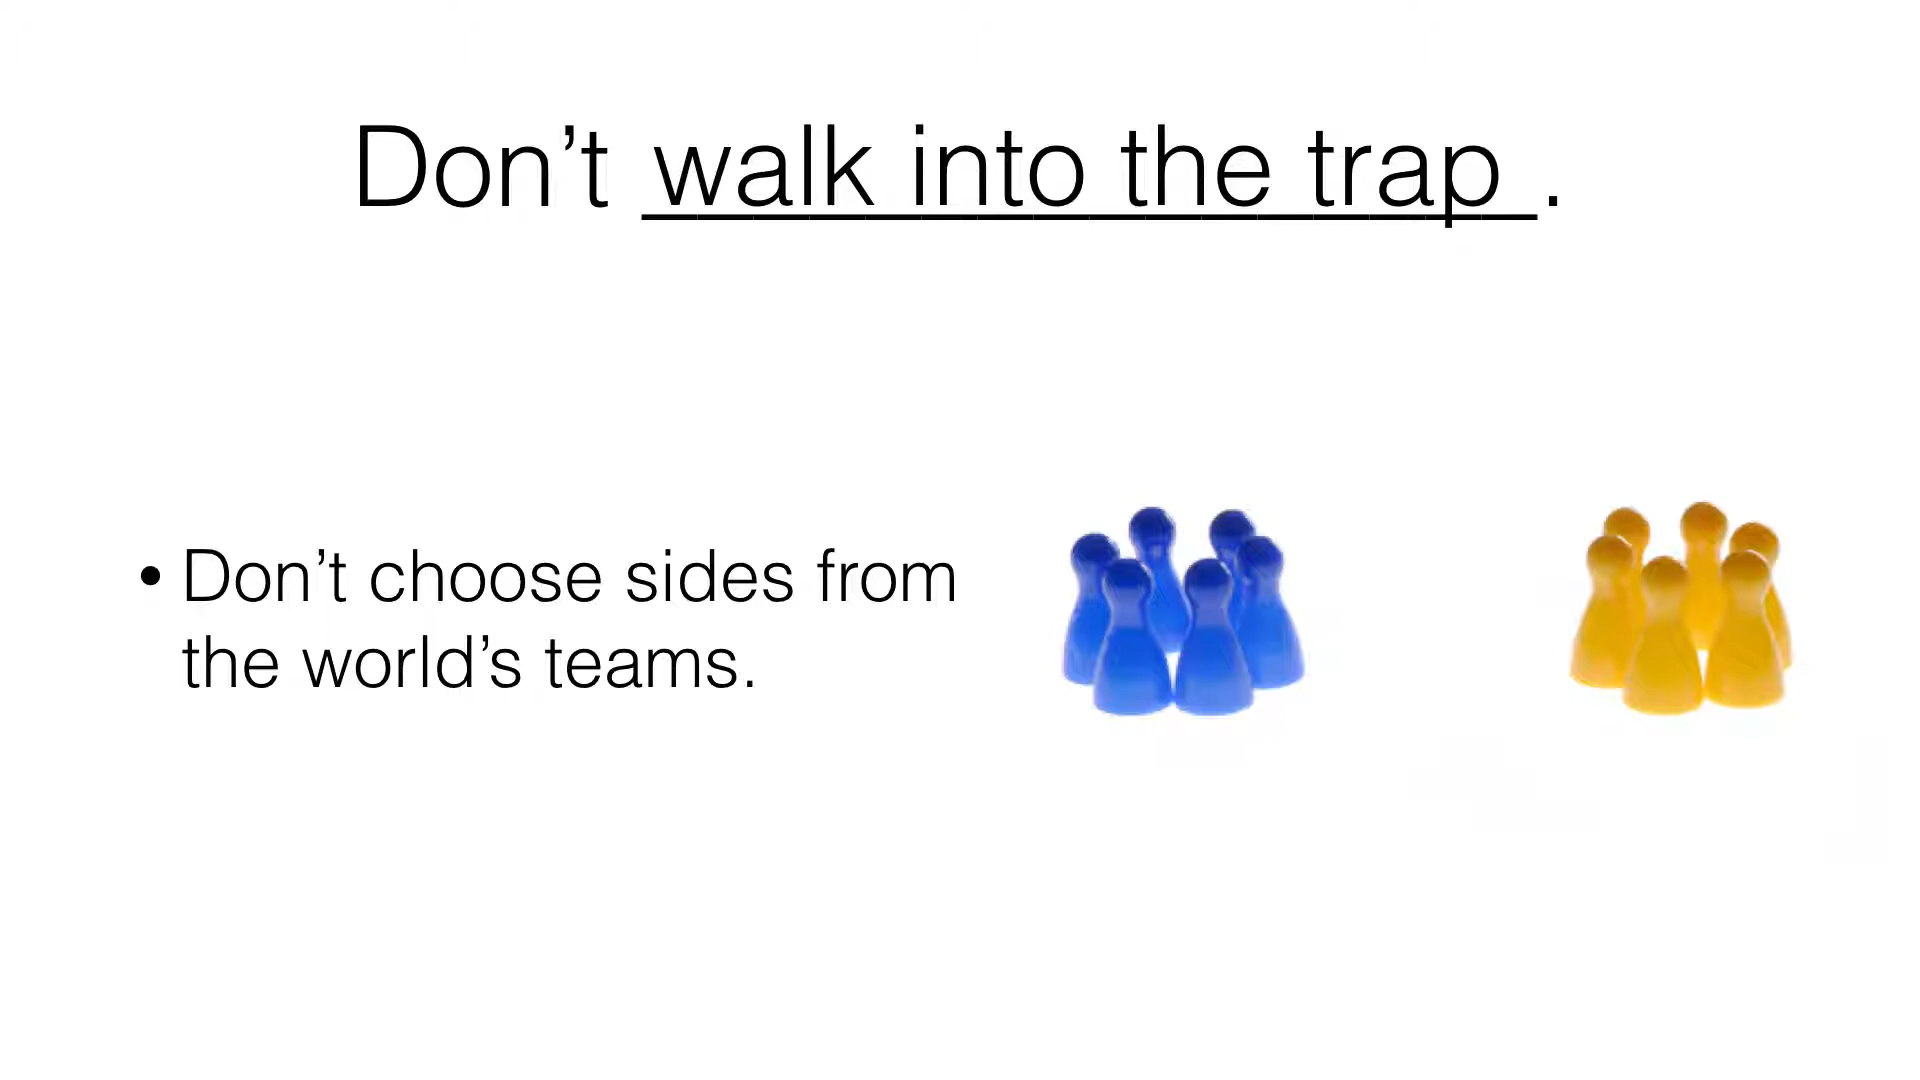 Don’t walk into the trap .
• Don’t choose sides from
the world’s teams.